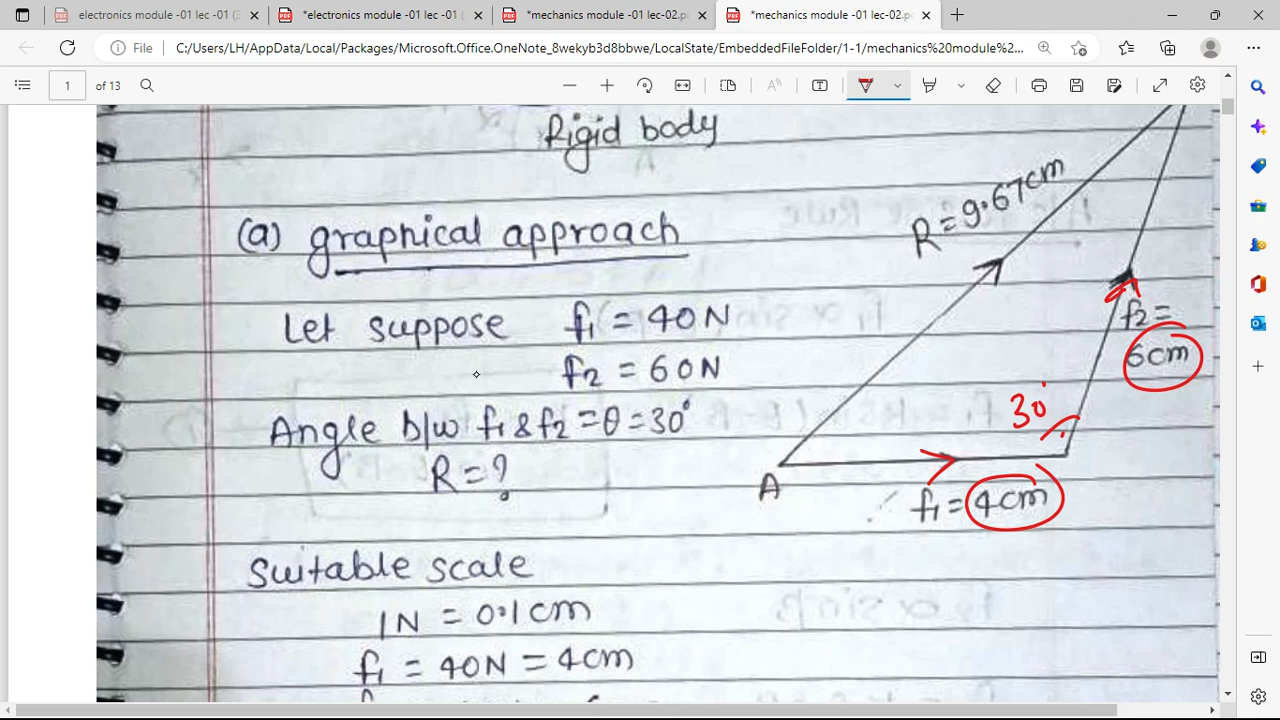 electronics module -01 lec -01 (
*electronics module -01 lec -01 (
*mechanics module -01 lec-02.p
*mechanics module -01 lec-02.p
File
C:/Users/LH/AppData/Local/Packages/Microsoft.Office.OneNote_8wekyb3d8bbwe/LocalState/EmbeddedFileFolder/1-1/mechanics%20module%2...
1 of 13
Rigid body
R = 9.67cm
(a) graphical approach
Let suppose f1 = 40N
f2 =
f2 = 60N
6cm
30°
Angle b/w f1 & f2 = θ = 30°
R = ?
A
f1 = 4cm
Suitable scale
1N = 0.1cm
f1 = 40N = 4cm